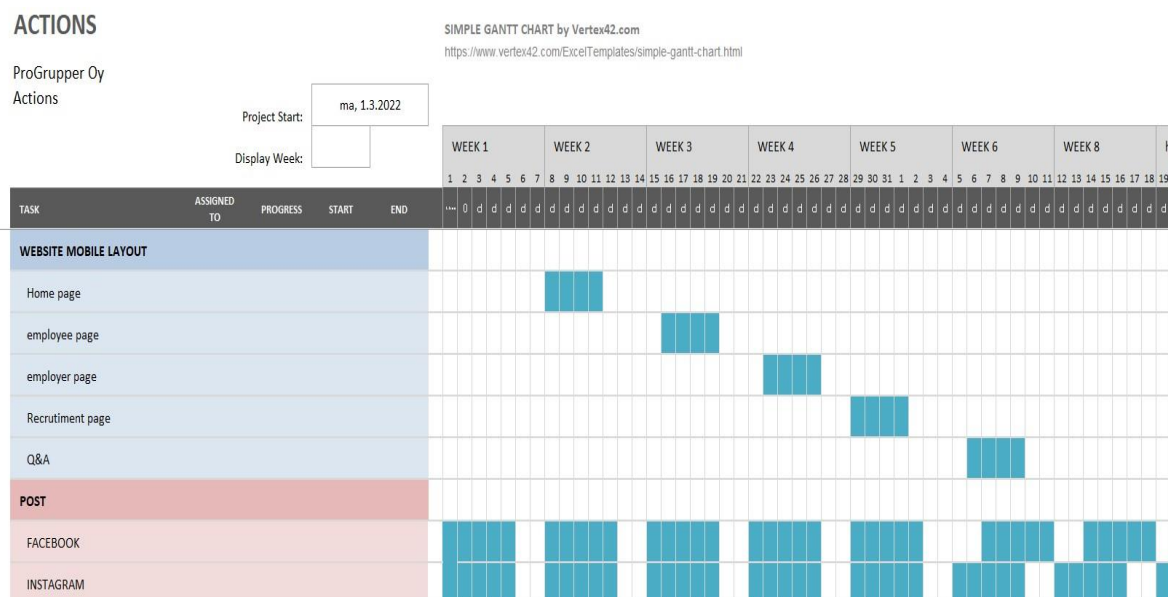 ACTIONS
SIMPLE GANTT CHART by Vertex42.com
https://www.vertex42.com/ExcelTemplates/simple-gantt-chart.html
ProGrupper Oy
Actions
Project Start: ma, 1.3.2022
Display Week:
WEEK 1 WEEK 2 WEEK 3 WEEK 4 WEEK 5 WEEK 6 WEEK 8
1 2 3 4 5 6 7 8 9 10 11 12 13 14 15 16 17 18 19 20 21 22 23 24 25 26 27 28 29 30 31 1 2 3 4 5 6 7 8 9 10 11 12 13 14 15 16 17 18 19
TASK ASSIGNED TO PROGRESS START END 0 d d d d d d d d d d d d d d d d d d d d d d d d d d d d d d d d d d d d d d d d d d d d d d d d
WEBSITE MOBILE LAYOUT
Home page
employee page
employer page
Recrutiment page
Q&A
POST
FACEBOOK
INSTAGRAM